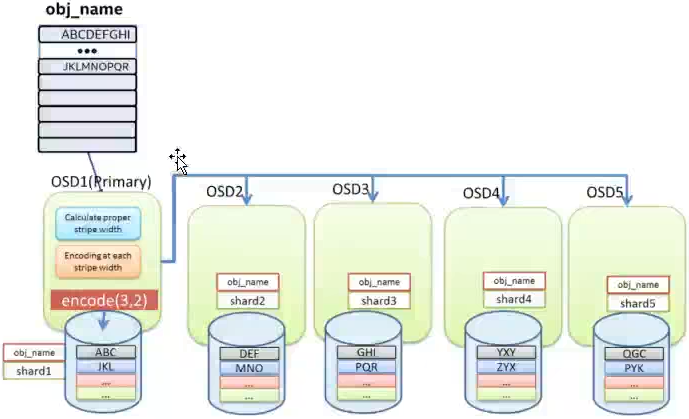 obj_name
ABCDEFGHI
•••
JKLMNOPQR
OSD1(Primary)
Calculate proper
stripe width
Encoding at each
stripe width
encode(3,2)
obj_name
shard1
ABC
JKL
...
...
OSD2
obj_name
shard2
DEF
MNO
...
...
OSD3
obj_name
shard3
GHI
PQR
...
...
OSD4
obj_name
shard4
YXY
ZYX
...
...
OSD5
obj_name
shard5
QGC
PYK
...
...